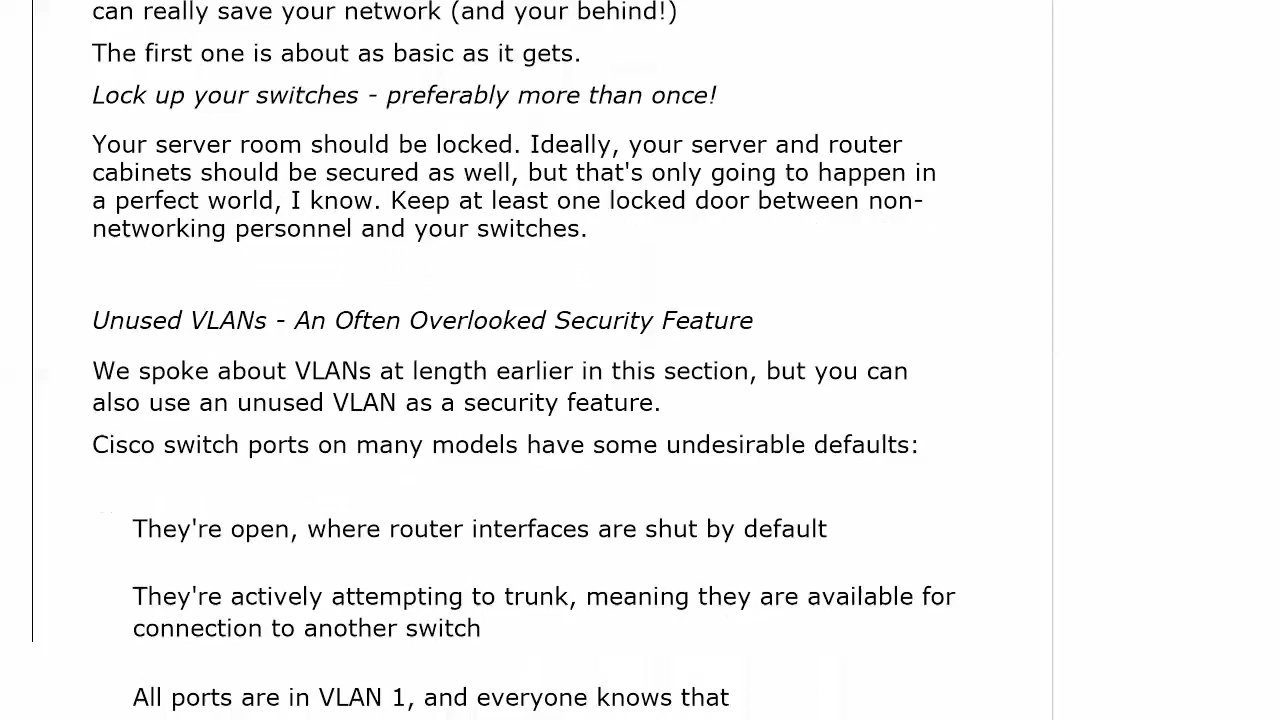 can really save your network (and your behind!)
The first one is about as basic as it gets.
Lock up your switches - preferably more than once!
Your server room should be locked. Ideally, your server and router
cabinets should be secured as well, but that's only going to happen in
a perfect world, I know. Keep at least one locked door between non-
networking personnel and your switches.
Unused VLANs - An Often Overlooked Security Feature
We spoke about VLANs at length earlier in this section, but you can
also use an unused VLAN as a security feature.
Cisco switch ports on many models have some undesirable defaults:
They're open, where router interfaces are shut by default
They're actively attempting to trunk, meaning they are available for
connection to another switch
All ports are in VLAN 1, and everyone knows that